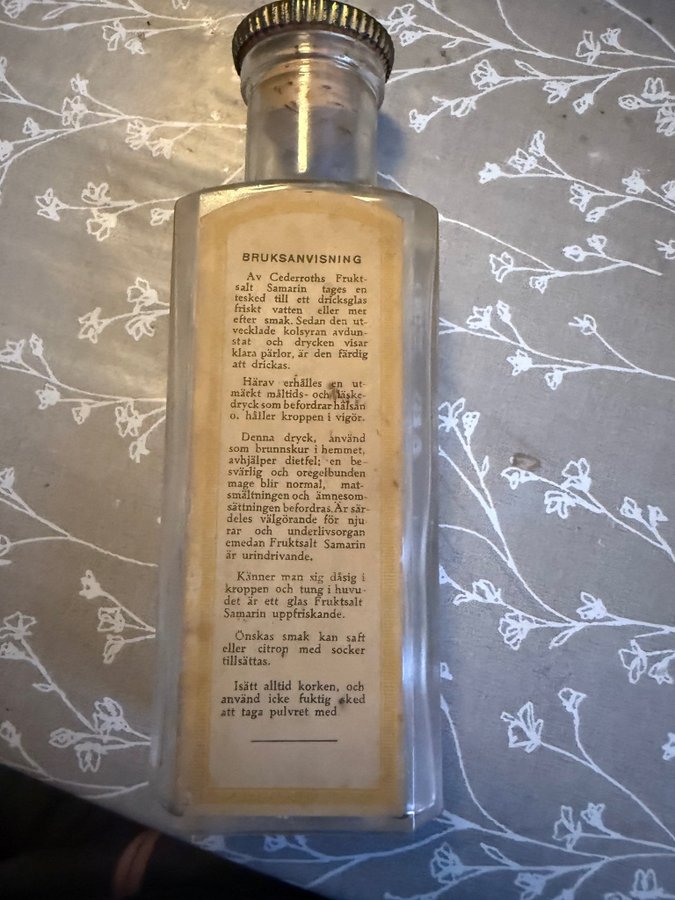 BRUKSANVISNING
Av Cederroths Frukt-
salt Samarin tages en
tesked till ett dricksglas
friskt vatten eller mer
efter smak. Sedan den ut-
vecklade kolsyran avdun-
stat och drycken visar
klara pärlor, är den färdig
att drickas.
Härav erhålles en ut-
märkt måltids- och läske-
dryck som befordrar hälsan
o. håller kroppen i vigör.
Denna dryck, använd
som brunnskur i hemmet,
avhjälper dietfel; en be-
svärlig och oregelbunden
mage blir normal, mat-
smältningen och ämnesom-
sättningen befordras. Är sär-
deles välgörande för nju
rar och underlivsorgan
emedan Fruktsalt Samarin
är urindrivande.
Känner man sig dåsig i
kroppen och tung i huvu-
det är ett glas Fruktsalt
Samarin uppfriskande.
Önskas smak kan saft
eller citrop med socker
tillsättas.
Isätt alltid korken, och
använd icke fuktig sked
att taga pulvret med